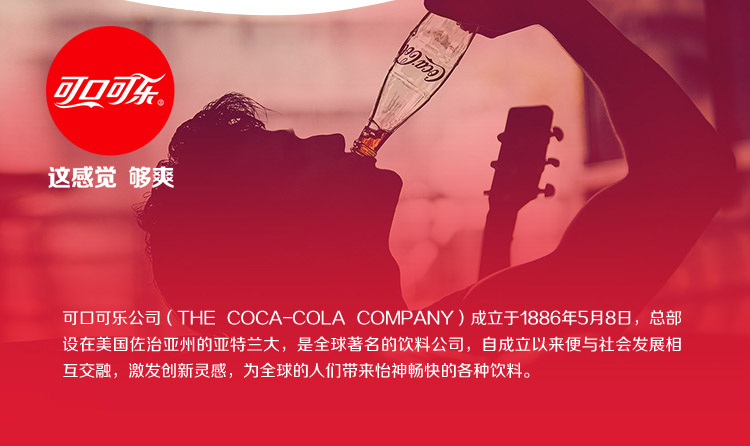 Coca-Cola
可口可乐®
这感觉 够爽
可口可乐公司（THE COCA-COLA COMPANY）成立于1886年5月8日，总部
设在美国佐治亚州的亚特兰大，是全球著名的饮料公司，自成立以来便与社会发展相
互交融，激发创新灵感，为全球的人们带来怡神畅快的各种饮料。